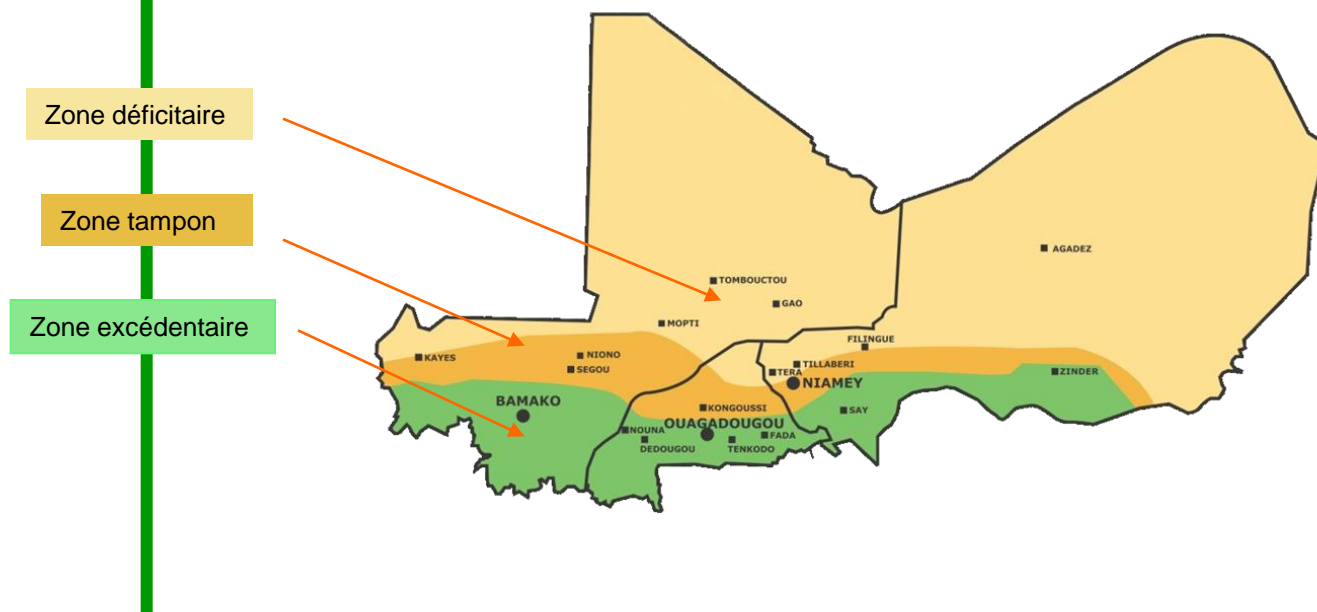 Zone déficitaire
Zone tampon
Zone excédentaire
AGADEZ
TOMBOUCTOU
GAO
MOPTI
FILINGUE
KAYES
NIONO
TILLABERI
SEGOU
TERA
ZINDER
NIAMEY
BAMAKO
KONGOUSSI
SAY
OUAGADOUGOU
NOUNA
FADA
DEDOUGOU
TENKODO